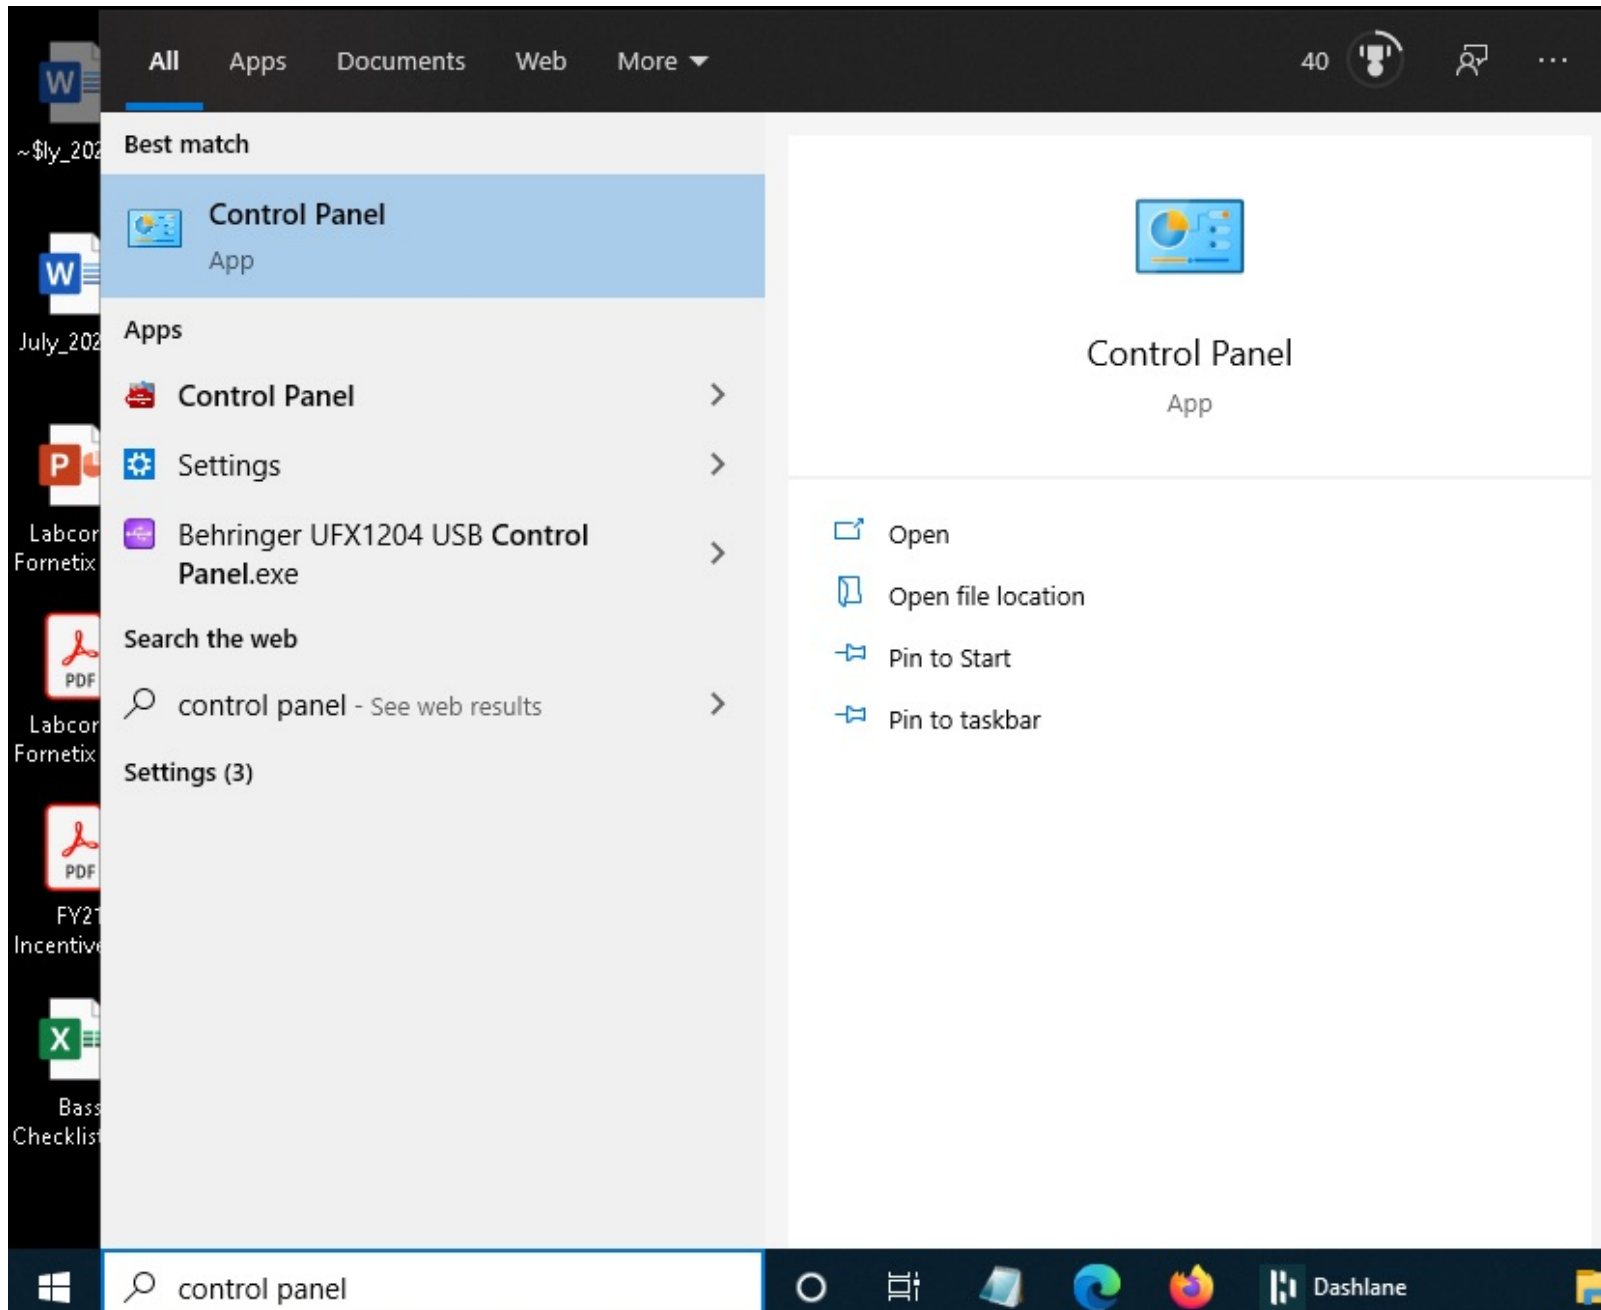 All Apps Documents Web More 40 ...
~$ly_202
July_202
Labcor
Fornetix
Labcor
Fornetix
FY21
Incentive
Bass
Checklist
W
W
P
PDF
PDF
X
Best match
Control Panel
App
Apps
Control Panel
Settings
Behringer UFX1204 USB Control
Panel.exe
Search the web
control panel - See web results
Settings (3)
Control Panel
App
Open
Open file location
Pin to Start
Pin to taskbar
control panel
Dashlane